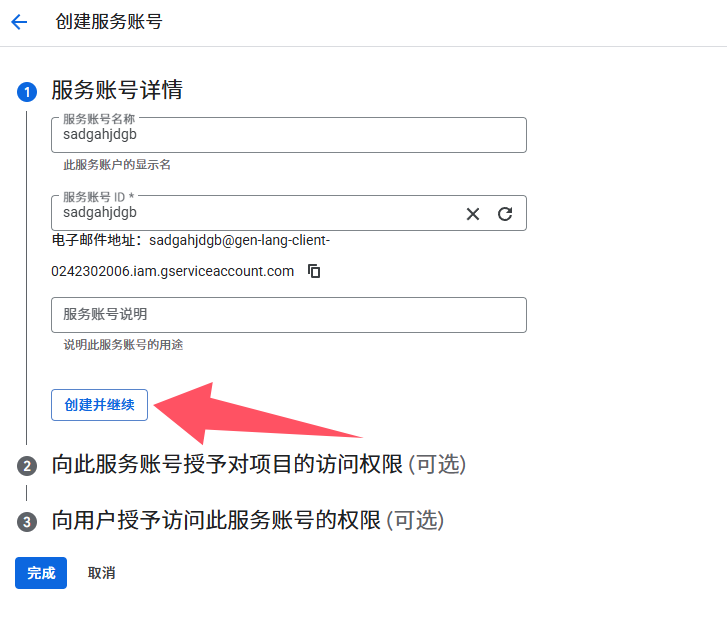 创建服务账号
1 服务账号详情
服务账号名称
sadgahjdgb
此服务账户的显示名
服务账号 ID *
sadgahjdgb
电子邮件地址：sadgahjdgb@gen-lang-client-
0242302006.iam.gserviceaccount.com
服务账号说明
说明此服务账号的用途
创建并继续
2 向此服务账号授予对项目的访问权限 (可选)
3 向用户授予访问此服务账号的权限 (可选)
完成 取消